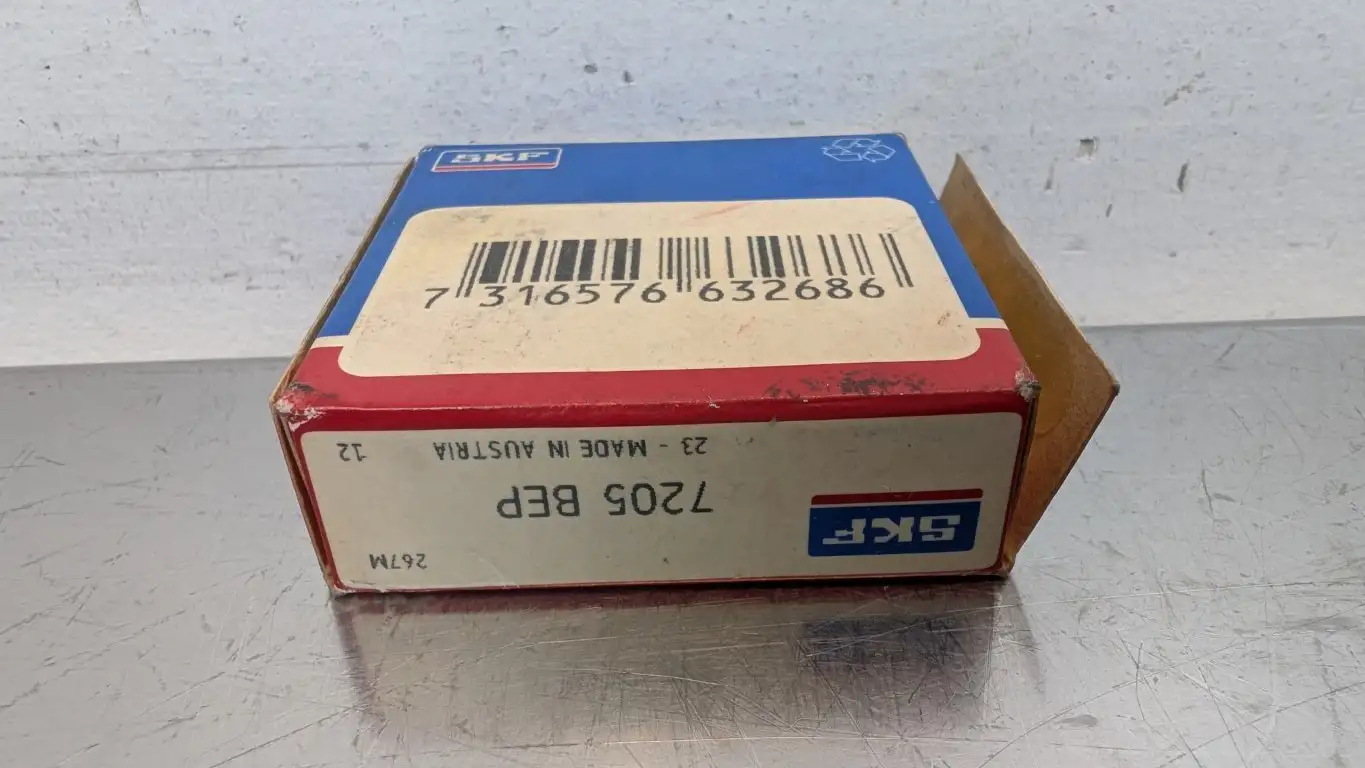 SKF
7 316576 632686
23 - MADE IN AUSTRIA 12
7205 BEP
SKF
267M